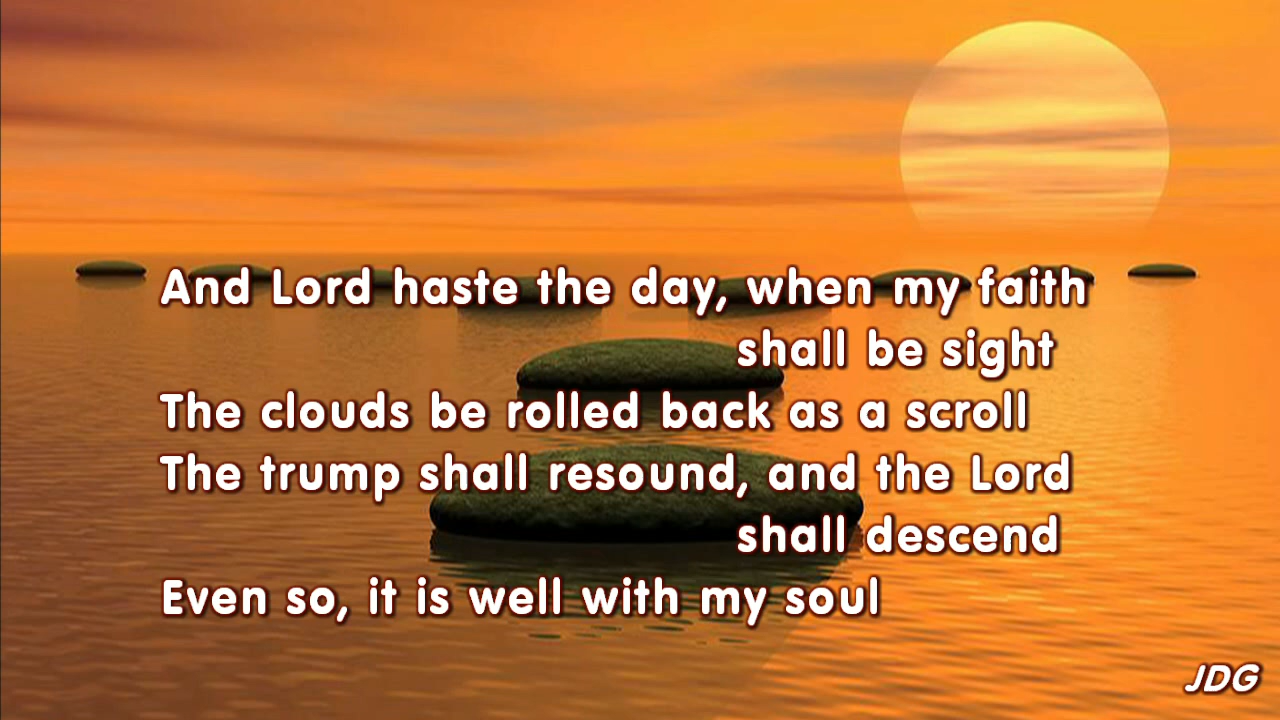 And Lord haste the day, when my faith
shall be sight
The clouds be rolled back as a scroll
The trump shall resound, and the Lord
shall descend
Even so, it is well with my soul
JDG